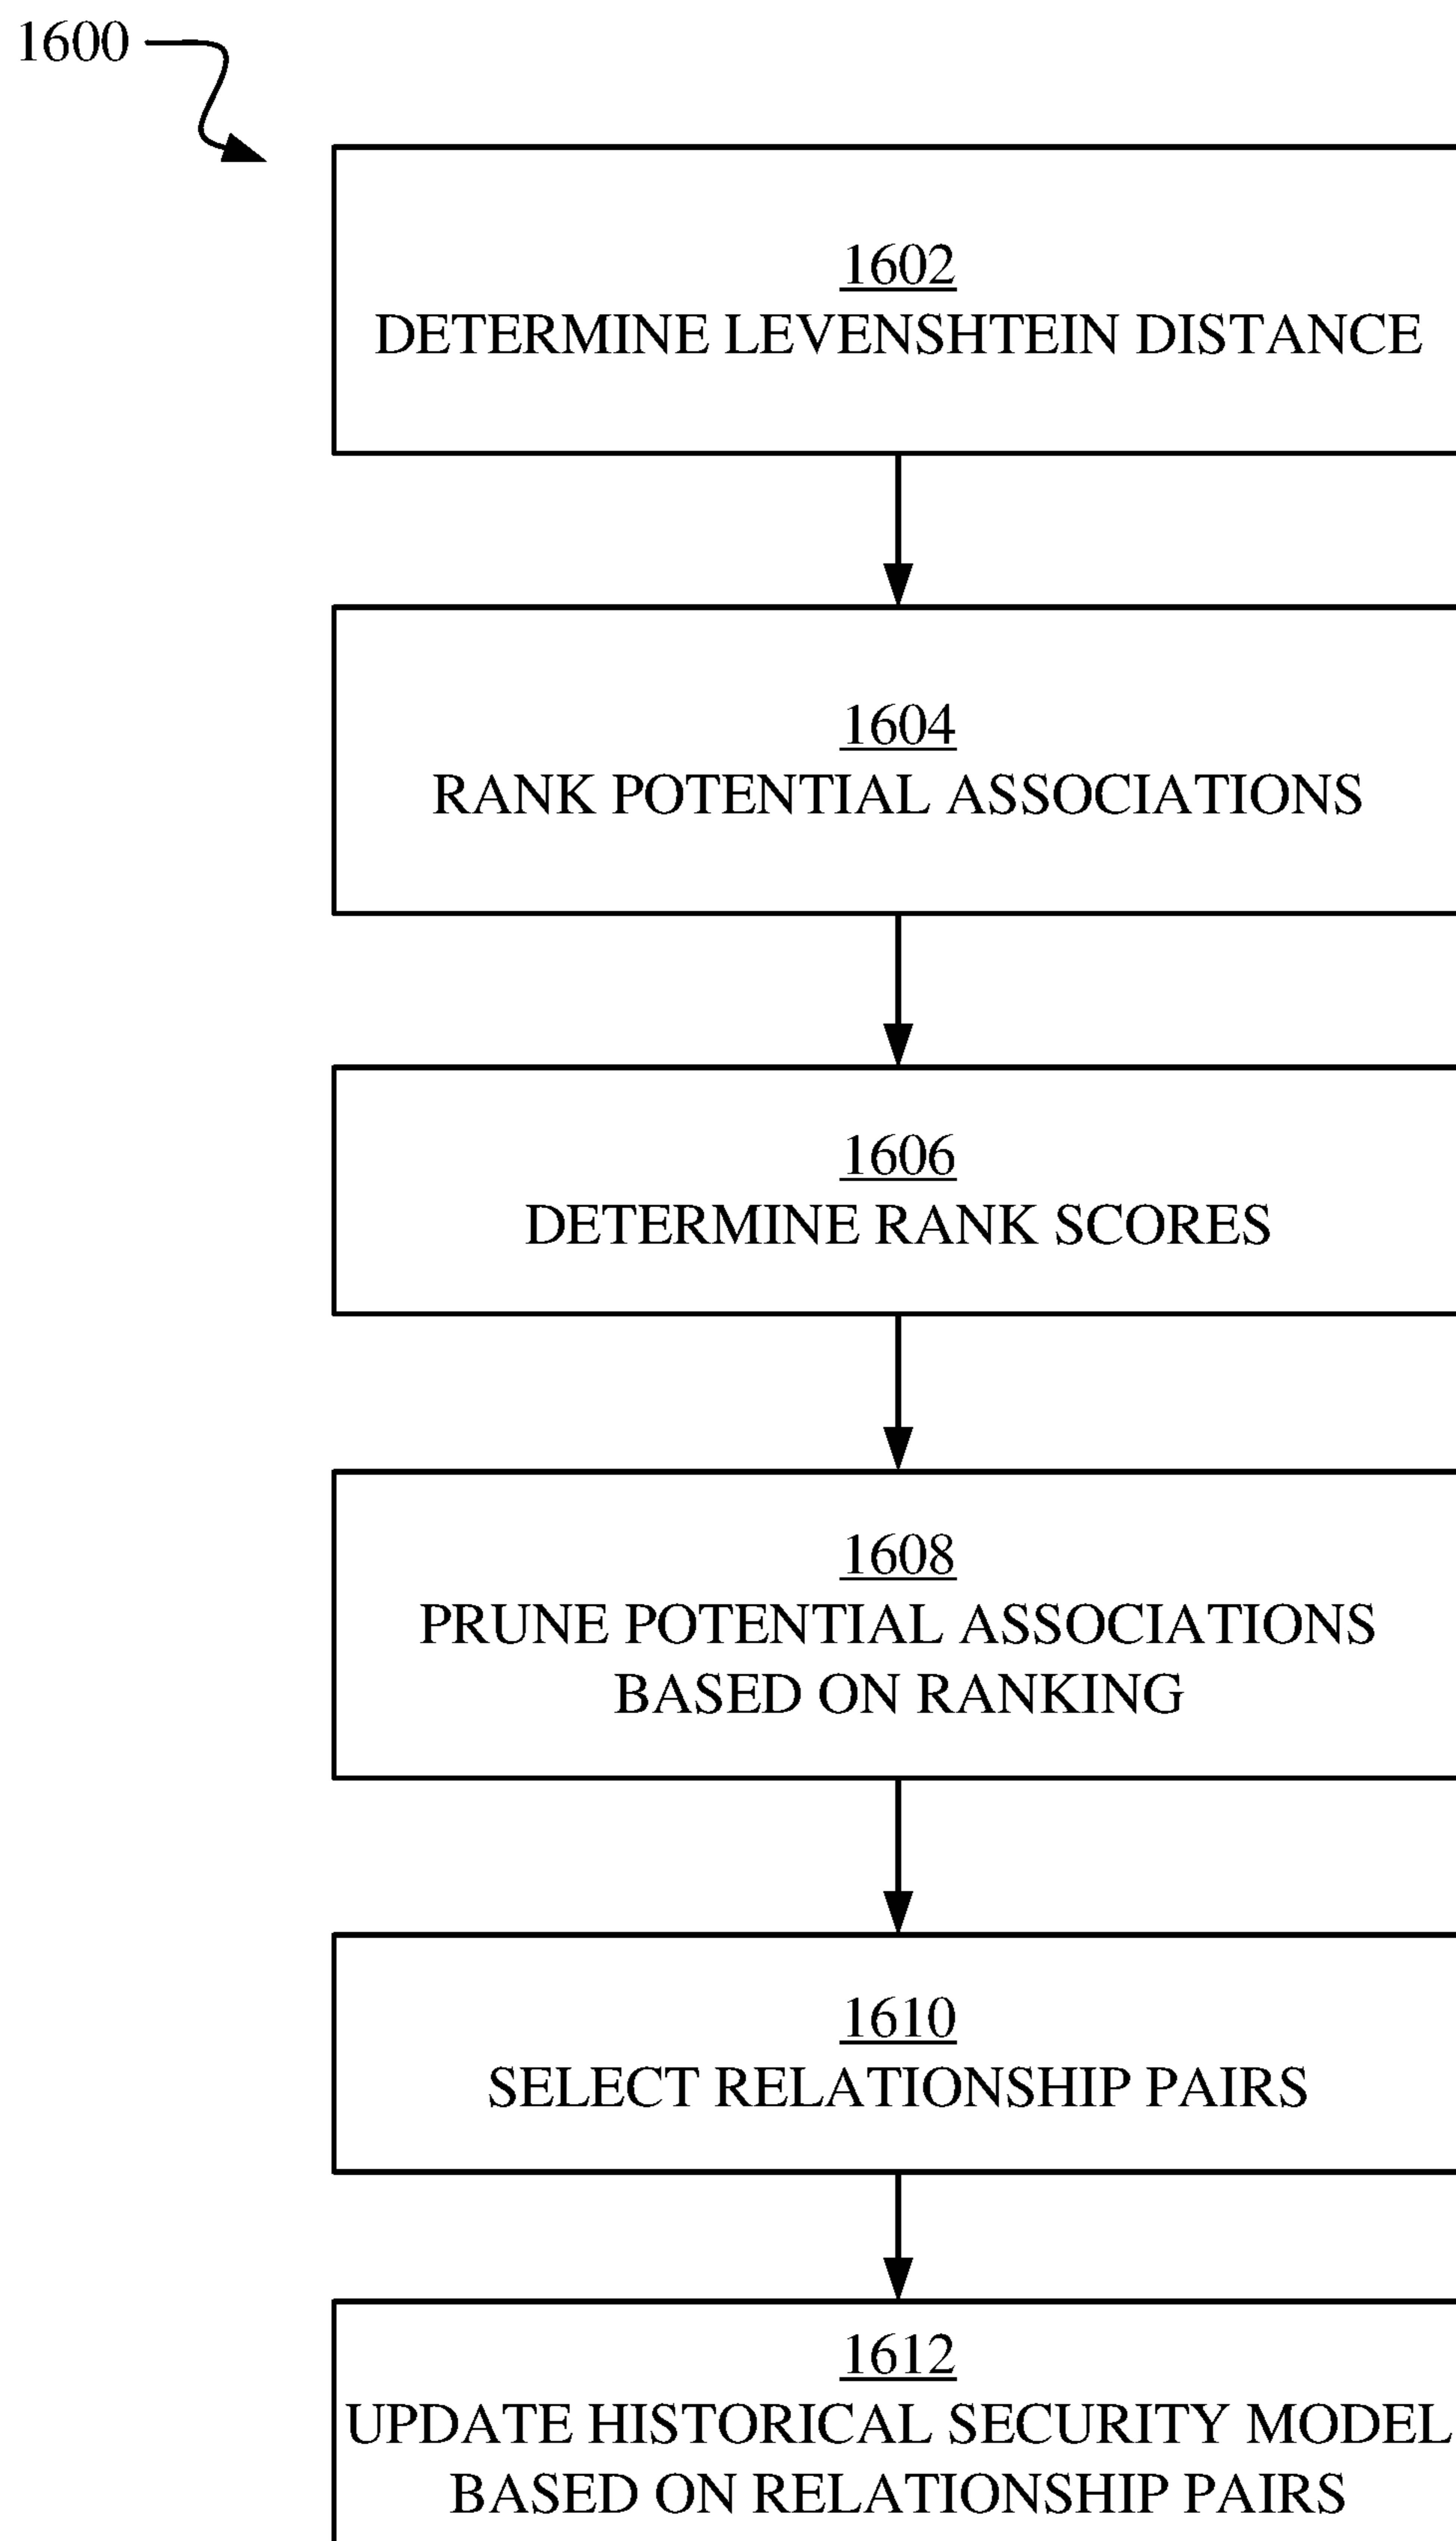 1600
1602
DETERMINE LEVENSHTEIN DISTANCE
1604
RANK POTENTIAL ASSOCIATIONS
1606
DETERMINE RANK SCORES
1608
PRUNE POTENTIAL ASSOCIATIONS
BASED ON RANKING
1610
SELECT RELATIONSHIP PAIRS
1612
UPDATE HISTORICAL SECURITY MODEL
BASED ON RELATIONSHIP PAIRS